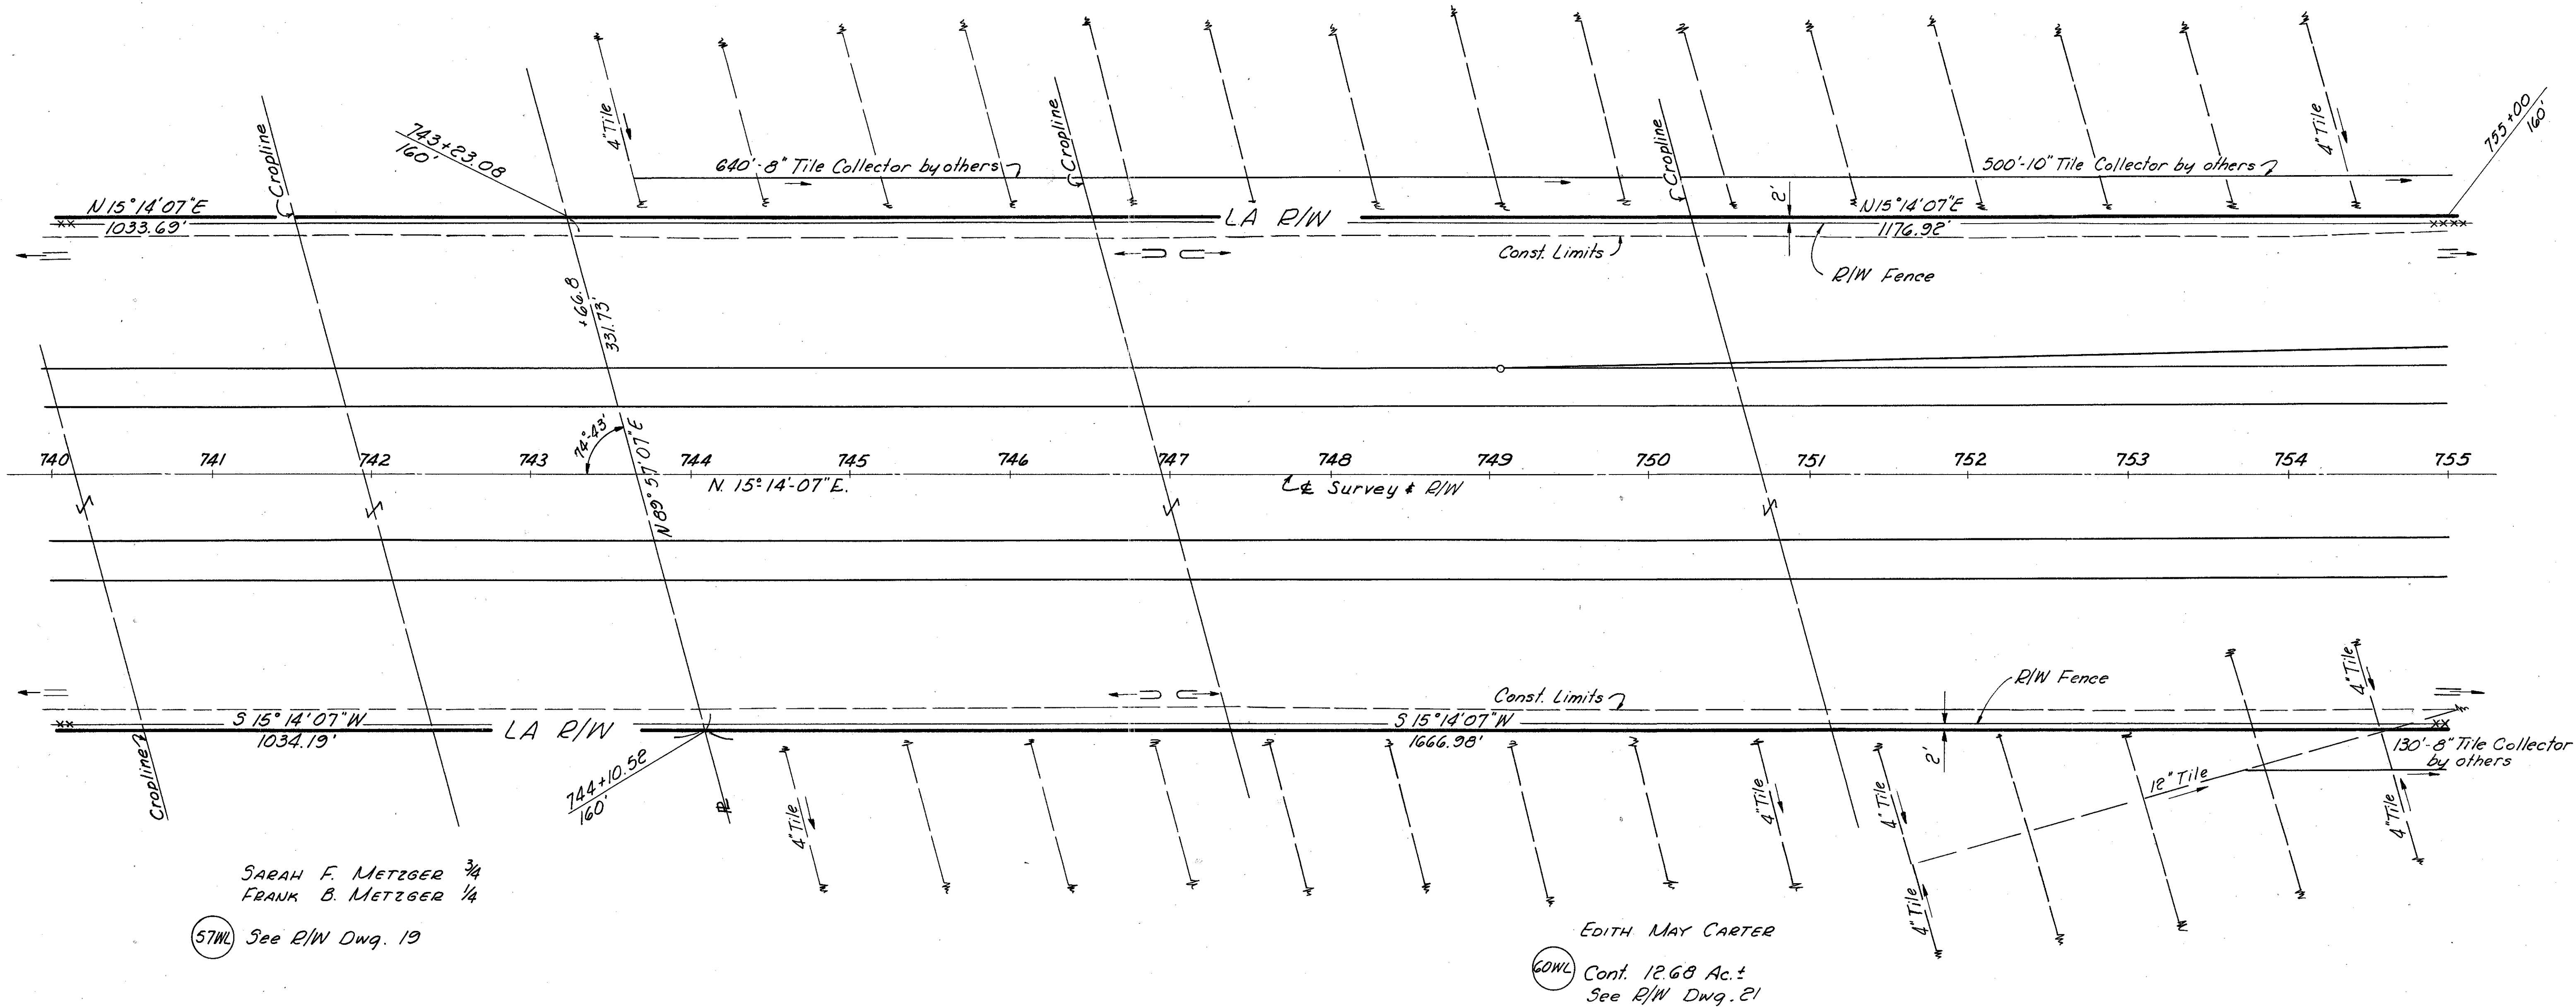 4" Tile
Cropline
743+23.08
160'
640'-8" Tile Collector by others
Cropline
Cropline
500'-10" Tile Collector by others
4" Tile
755+00
160'
N 15° 14' 07" E
1033.69'
LA R/W
2'
N 15° 14' 07" E
1176.92'
Const. Limits
R/W Fence
+66.8
331.73'
74°-43'
N 89° 57' 07" E
740 741 742 743 744 745 746 747 748 749 750 751 752 753 754 755
N. 15°-14'-07" E.
℄ Survey & R/W
Const. Limits
R/W Fence
4" Tile
S 15° 14' 07" W
1034.19'
LA R/W
S 15° 14' 07" W
1666.98'
2'
130'-8" Tile Collector
by others
Cropline
744+10.52
160'
4" Tile
4" Tile
4" Tile
12" Tile
4" Tile
4" Tile
SARAH F. METZGER 3/4
FRANK B. METZGER 1/4
57WL See R/W Dwg. 19
EDITH MAY CARTER
60WL Cont. 12.68 Ac.±
See R/W Dwg. 21